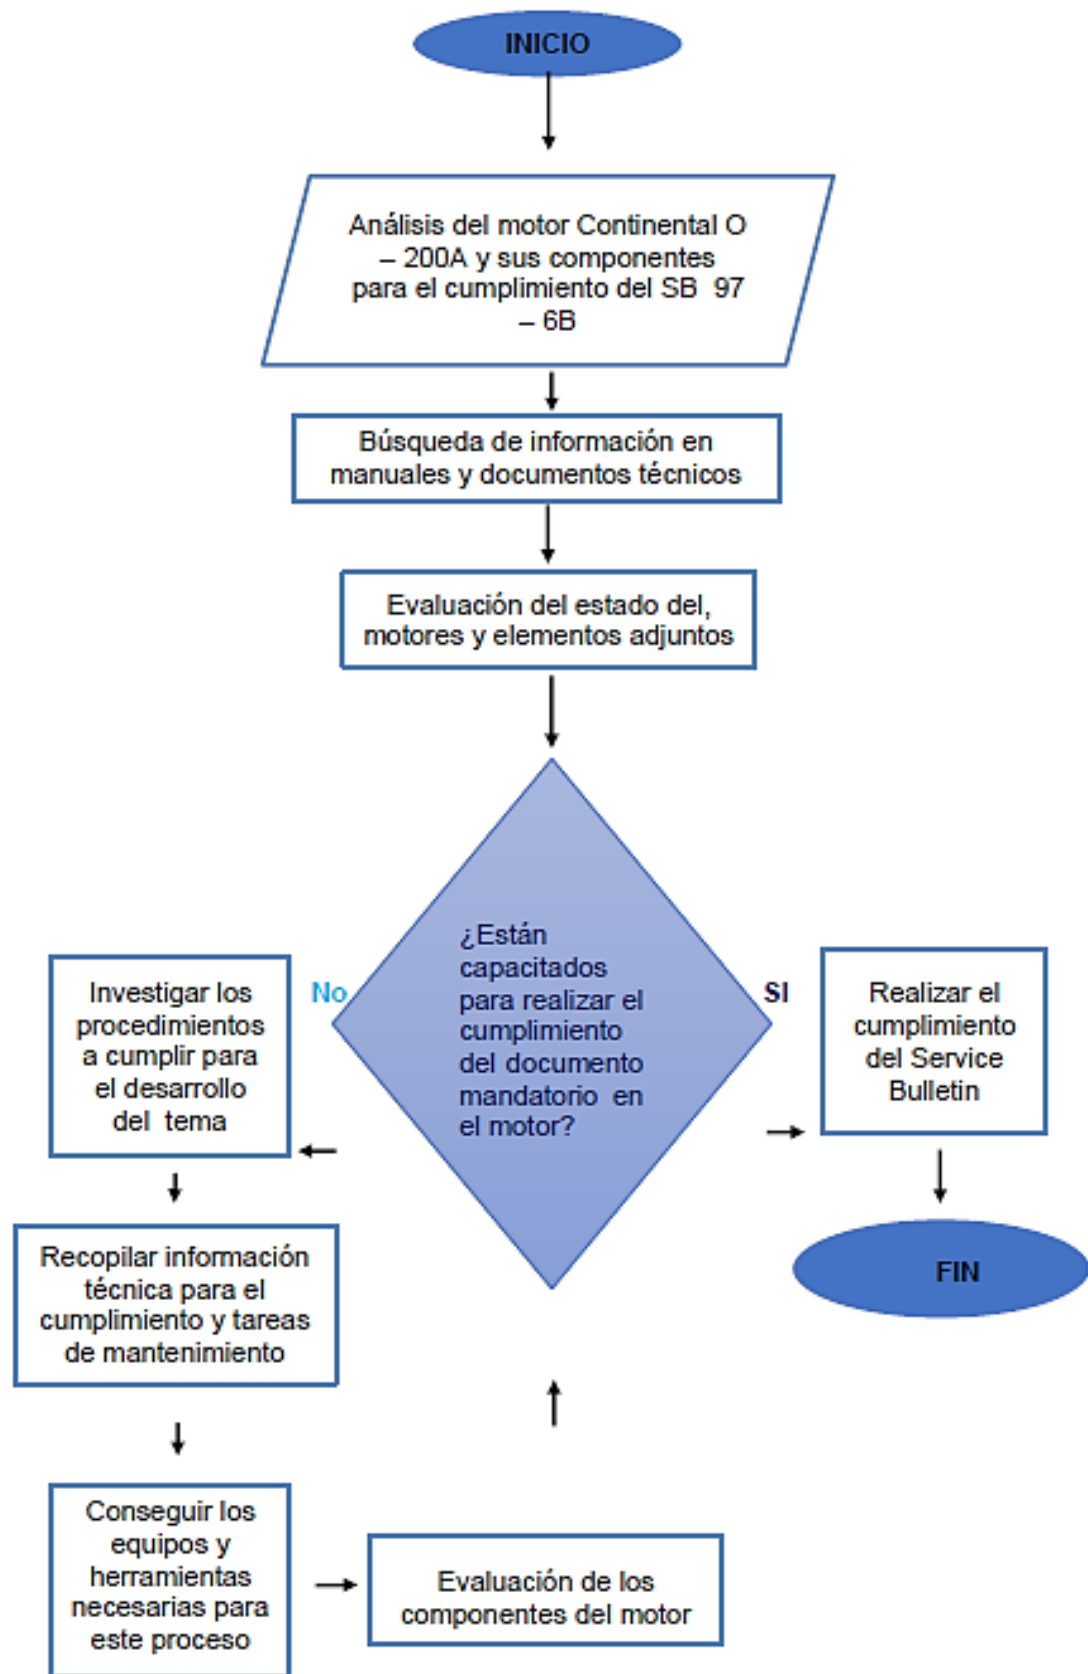 INICIO
Análisis del motor Continental O
– 200A y sus componentes
para el cumplimiento del SB 97
– 6B
Búsqueda de información en
manuales y documentos técnicos
Evaluación del estado del,
motores y elementos adjuntos
¿Están
capacitados
para realizar el
cumplimiento
del documento
mandatorio en
el motor?
No
SI
Investigar los
procedimientos
a cumplir para
el desarrollo
del tema
Realizar el
cumplimiento
del Service
Bulletin
Recopilar información
técnica para el
cumplimiento y tareas
de mantenimiento
FIN
Conseguir los
equipos y
herramientas
necesarias para
este proceso
Evaluación de los
componentes del motor